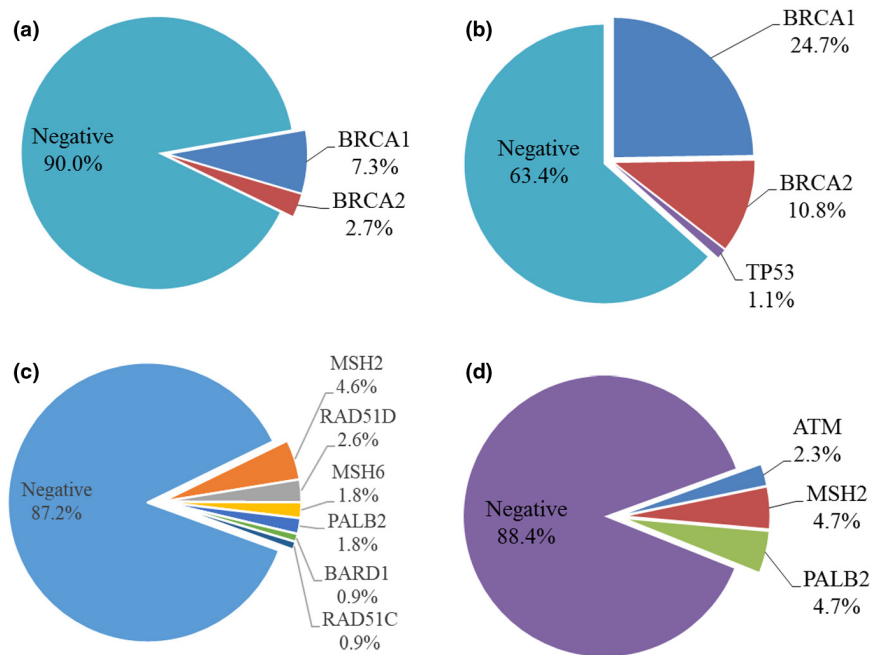 (a)
Negative
90.0%
BRCA1
7.3%
BRCA2
2.7%
(b)
BRCA1
24.7%
Negative
63.4%
BRCA2
10.8%
TP53
1.1%
(c)
MSH2
4.6%
RAD51D
2.6%
Negative
87.2%
MSH6
1.8%
PALB2
1.8%
BARD1
0.9%
RAD51C
0.9%
(d)
ATM
2.3%
Negative
88.4%
MSH2
4.7%
PALB2
4.7%